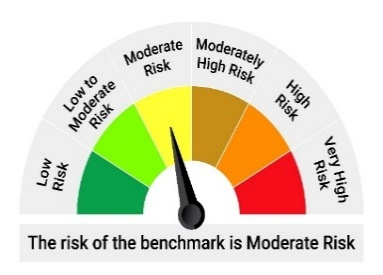 Low
Risk
Low to
Moderate
Risk
Moderate
Risk
Moderately
High Risk
High
Risk
Very High
Risk
The risk of the benchmark is Moderate Risk